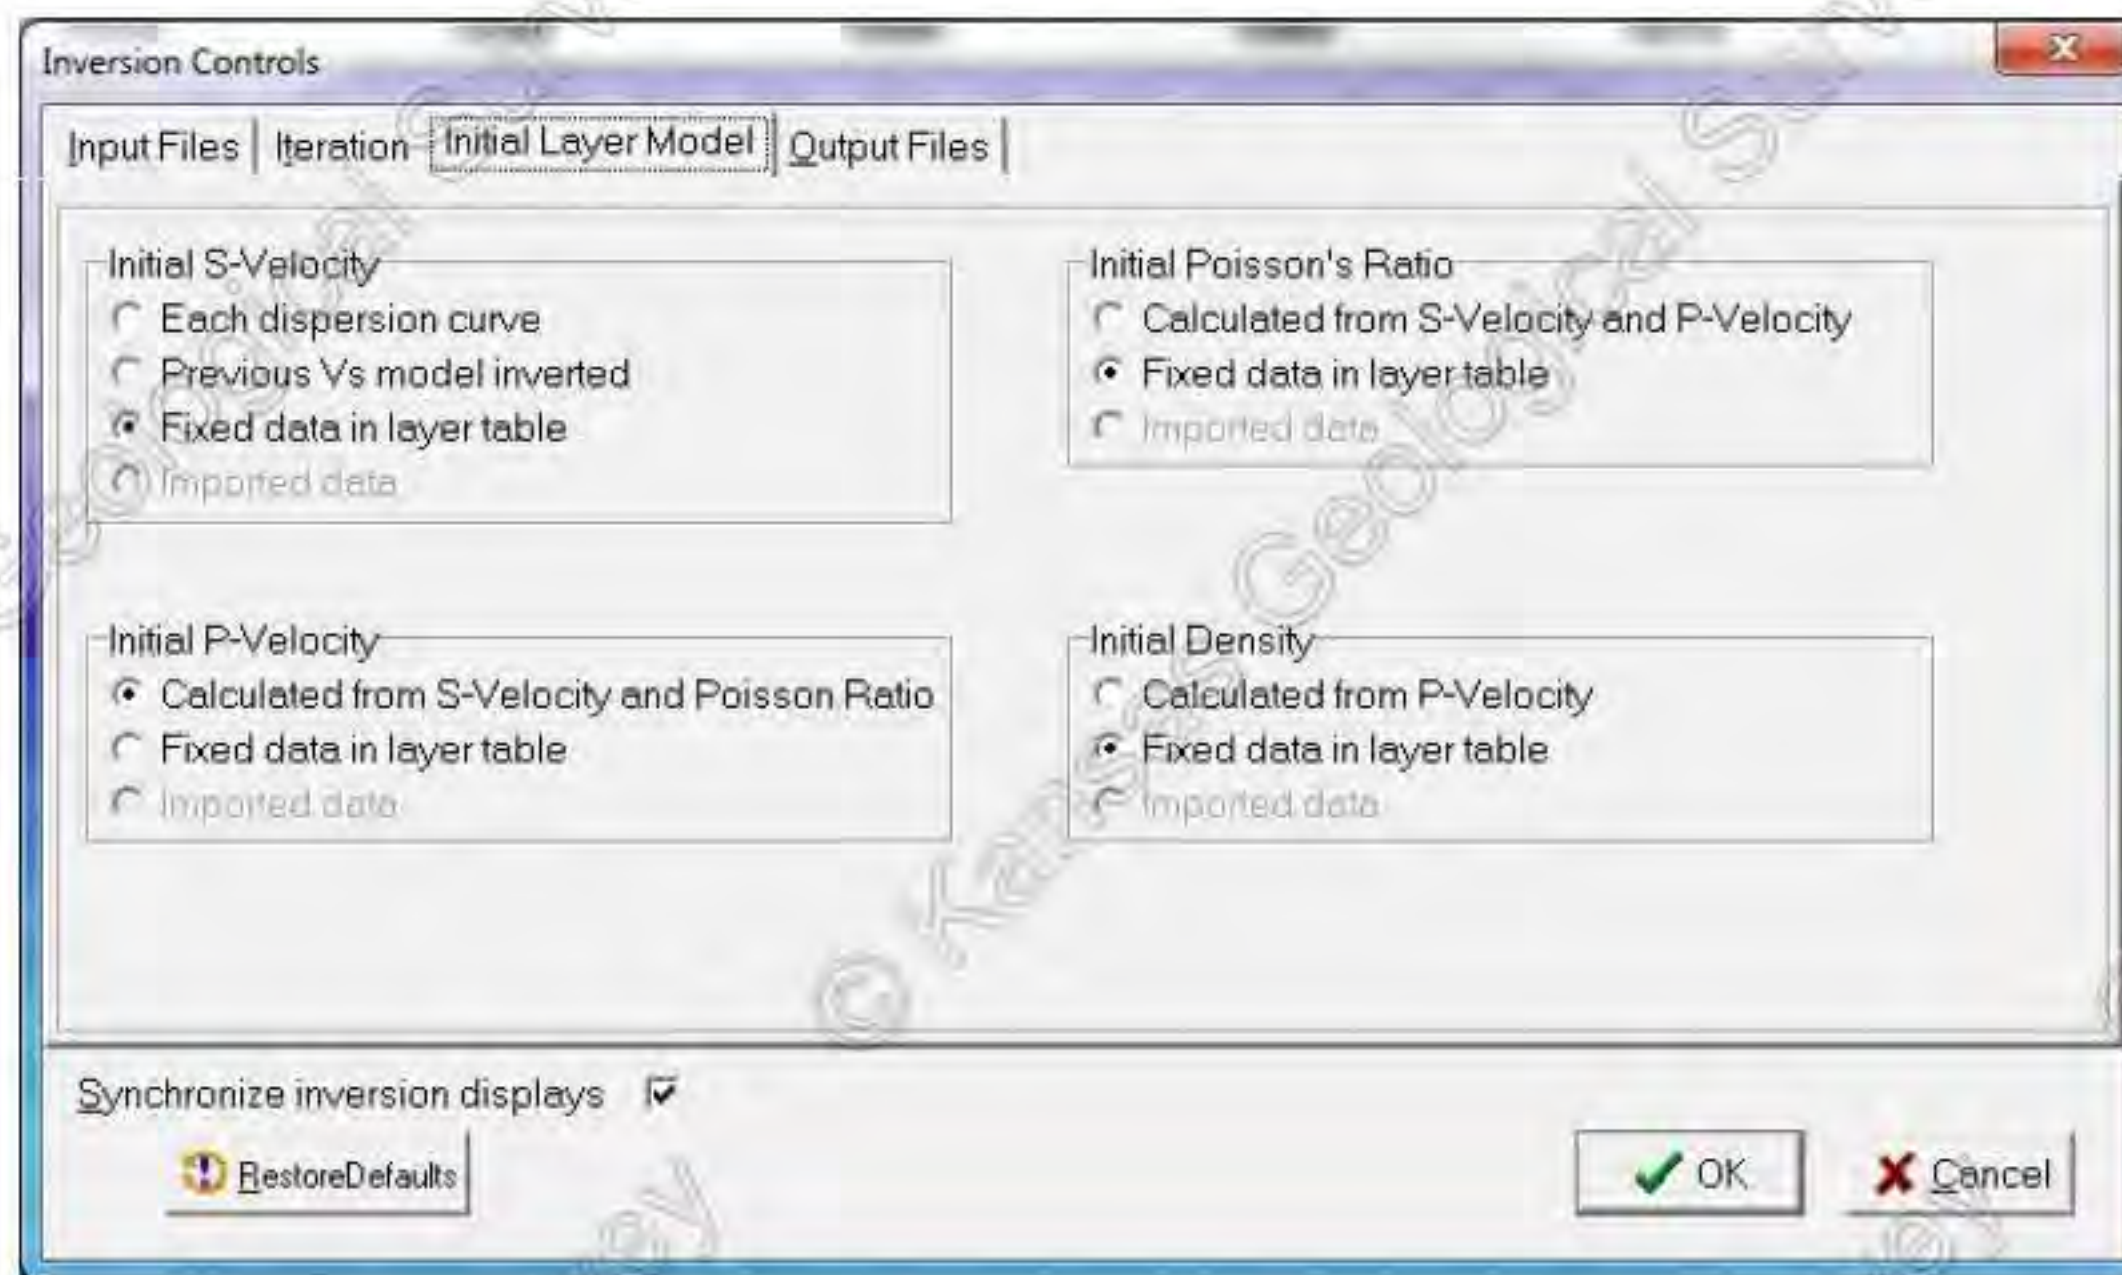 Inversion Controls
Input Files
Iteration
Initial Layer Model
Output Files
Initial S-Velocity
Each dispersion curve
Previous Vs model inverted
Fixed data in layer table
Imported data
Initial Poisson's Ratio
Calculated from S-Velocity and P-Velocity
Fixed data in layer table
Imported data
Initial P-Velocity
Calculated from S-Velocity and Poisson Ratio
Fixed data in layer table
Imported data
Initial Density
Calculated from P-Velocity
Fixed data in layer table
Imported data
Synchronize inversion displays
RestoreDefaults
OK
Cancel
© Kansas Geological Surv